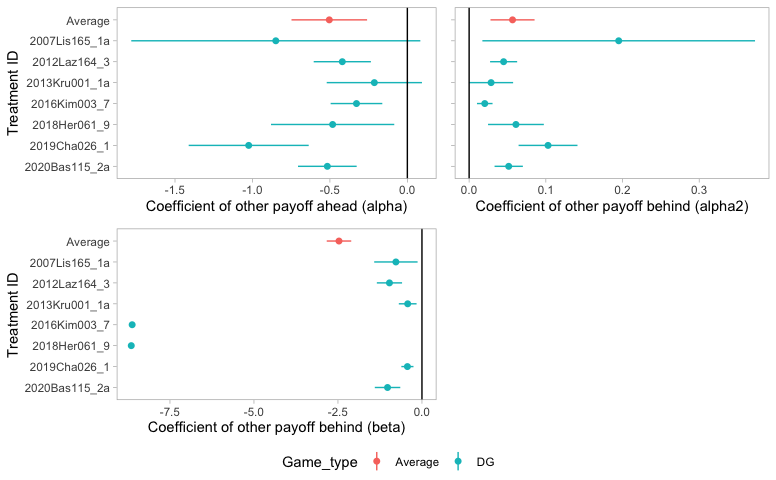 Treatment ID
Average
2007Lis165_1a
2012Laz164_3
2013Kru001_1a
2016Kim003_7
2018Her061_9
2019Cha026_1
2020Bas115_2a
-1.5 -1.0 -0.5 0.0
Coefficient of other payoff ahead (alpha)
0.0 0.1 0.2 0.3
Coefficient of other payoff behind (alpha2)
Treatment ID
Average
2007Lis165_1a
2012Laz164_3
2013Kru001_1a
2016Kim003_7
2018Her061_9
2019Cha026_1
2020Bas115_2a
-7.5 -5.0 -2.5 0.0
Coefficient of other payoff behind (beta)
Game_type Average DG